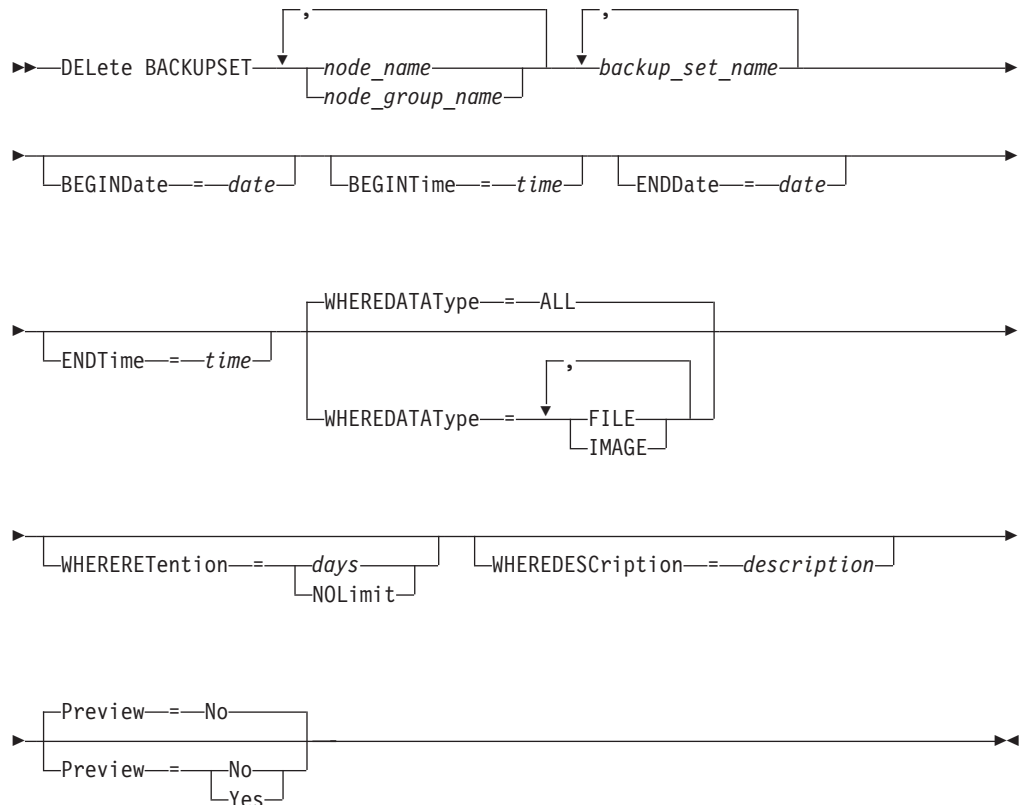 , ,
DELete BACKUPSET node_name backup_set_name
node_group_name
BEGINDate = date BEGINTime = time ENDDate = date
WHEREDATAType = ALL
ENDTime = time
,
WHEREDATAType = FILE
IMAGE
WHERERETention = days WHEREDESCription = description
NOLimit
Preview = No
Preview = No
Yes